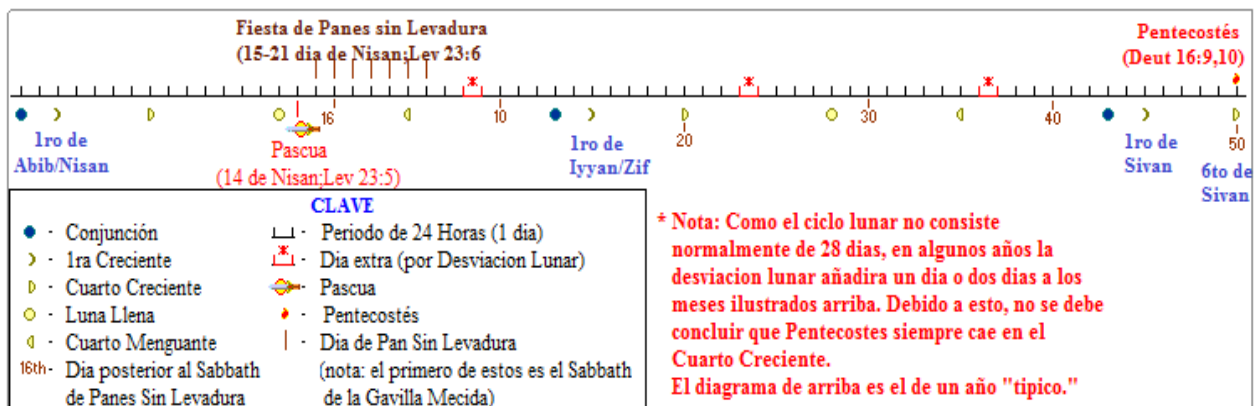 Fiesta de Panes sin Levadura
(15-21 dia de Nisan;Lev 23:6
Pentecostés
(Deut 16:9,10)
16
10
20
30
40
50
1ro de
Abib/Nisan
Pascua
(14 de Nisan;Lev 23:5)
1ro de
Iyyan/Zif
1ro de
Sivan
6to de
Sivan
CLAVE
- Conjunción
- 1ra Creciente
- Cuarto Creciente
- Luna Llena
- Cuarto Menguante
16th- Dia posterior al Sabbath
de Panes Sin Levadura
- Periodo de 24 Horas (1 dia)
- Dia extra (por Desviacion Lunar)
- Pascua
- Pentecostés
- Dia de Pan Sin Levadura
(nota: el primero de estos es el Sabbath
de la Gavilla Mecida)
* Nota: Como el ciclo lunar no consiste
normalmente de 28 dias, en algunos años la
desviacion lunar añadira un dia o dos dias a los
meses ilustrados arriba. Debido a esto, no se debe
concluir que Pentecostes siempre cae en el
Cuarto Creciente.
El diagrama de arriba es el de un año "tipico."